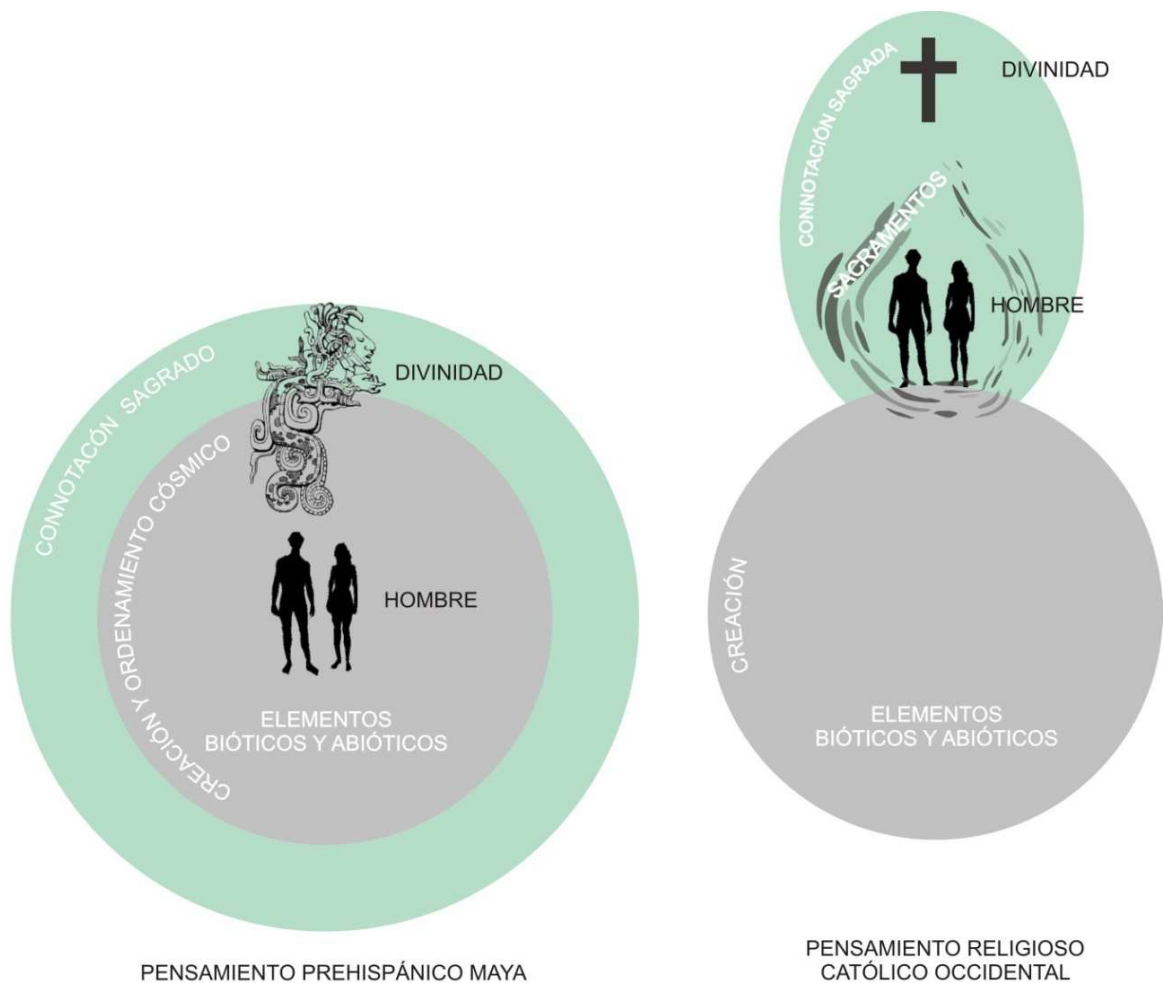 CONNOTACÓN SAGRADO
DIVINIDAD
CREACIÓN Y ORDENAMIENTO CÓSMICO
HOMBRE
ELEMENTOS
BIÓTICOS Y ABIÓTICOS
PENSAMIENTO PREHISPÁNICO MAYA
CONNOTACIÓN SAGRADA
DIVINIDAD
SACRAMENTOS
HOMBRE
CREACIÓN
ELEMENTOS
BIÓTICOS Y ABIÓTICOS
PENSAMIENTO RELIGIOSO
CATÓLICO OCCIDENTAL